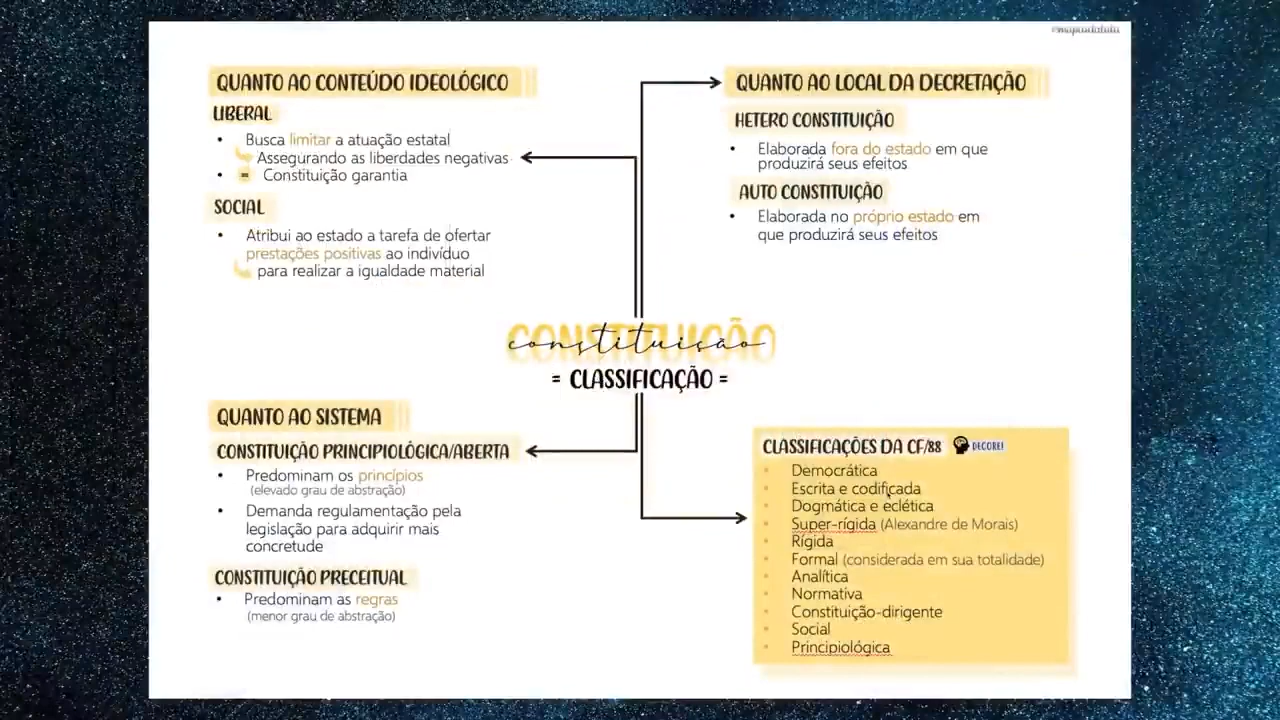 @mapasdatata
QUANTO AO CONTEÚDO IDEOLÓGICO
LIBERAL
• Busca limitar a atuação estatal
Assegurando as liberdades negativas
• = Constituição garantia
SOCIAL
• Atribui ao estado a tarefa de ofertar
prestações positivas ao indivíduo
para realizar a igualdade material
QUANTO AO LOCAL DA DECRETAÇÃO
HETERO CONSTITUIÇÃO
• Elaborada fora do estado em que
produzirá seus efeitos
AUTO CONSTITUIÇÃO
• Elaborada no próprio estado em
que produzirá seus efeitos
CONSTITUIÇÃO
constituição
= CLASSIFICAÇÃO =
QUANTO AO SISTEMA
CONSTITUIÇÃO PRINCIPIOLÓGICA/ABERTA
• Predominam os princípios
(elevado grau de abstração)
• Demanda regulamentação pela
legislação para adquirir mais
concretude
CONSTITUIÇÃO PRECEITUAL
• Predominam as regras
(menor grau de abstração)
CLASSIFICAÇÕES DA CF/88 DECORE!
• Democrática
• Escrita e codificada
• Dogmática e eclética
• Super-rígida (Alexandre de Morais)
• Rígida
• Formal (considerada em sua totalidade)
• Analítica
• Normativa
• Constituição-dirigente
• Social
• Principiológica